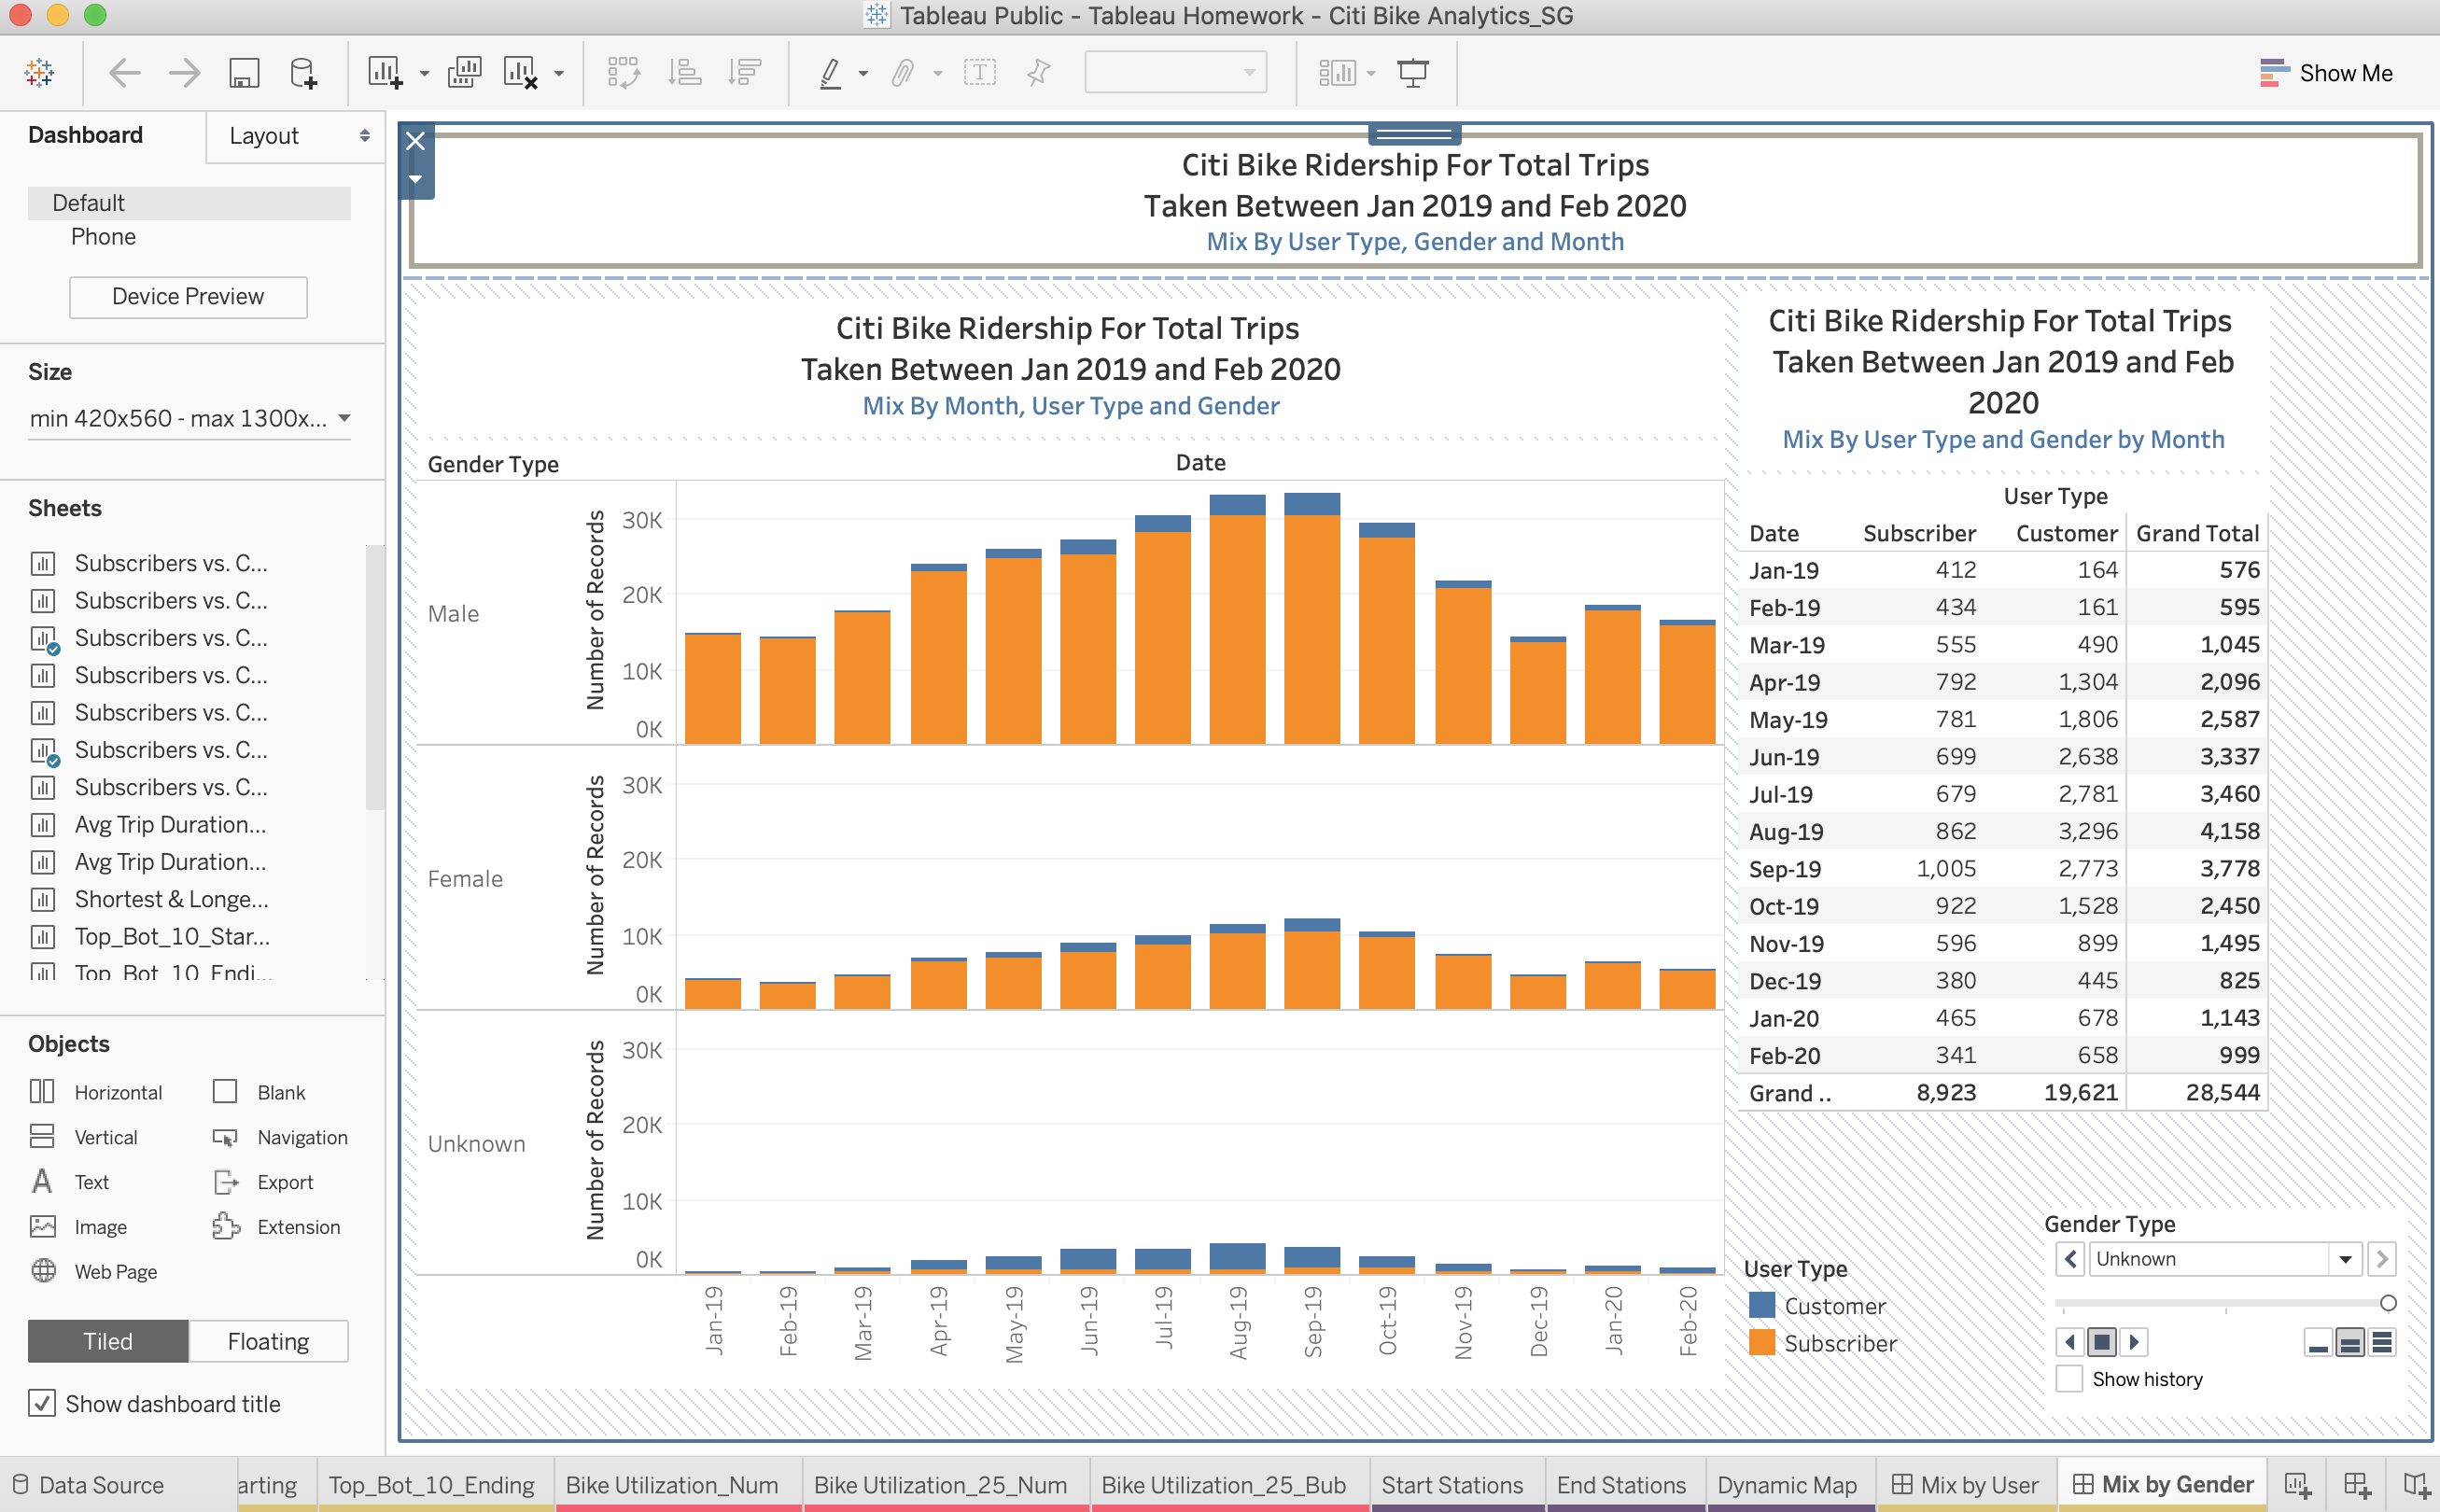 Tableau Public - Tableau Homework - Citi Bike Analytics_SG
Show Me
Dashboard
Layout
Default
Phone
Device Preview
Size
min 420x560 - max 1300x...
Sheets
Subscribers vs. C...
Subscribers vs. C...
Subscribers vs. C...
Subscribers vs. C...
Subscribers vs. C...
Subscribers vs. C...
Subscribers vs. C...
Avg Trip Duration...
Avg Trip Duration...
Shortest & Longe...
Top_Bot_10_Star...
Top_Bot_10_Endi...
Objects
Horizontal Blank
Vertical Navigation
Text Export
Image Extension
Web Page
Tiled Floating
Show dashboard title
Citi Bike Ridership For Total Trips
Taken Between Jan 2019 and Feb 2020
Mix By User Type, Gender and Month
Citi Bike Ridership For Total Trips
Taken Between Jan 2019 and Feb 2020
Mix By Month, User Type and Gender
Gender Type
Date
Male
Number of Records
30K
20K
10K
0K
Female
Number of Records
30K
20K
10K
0K
Unknown
Number of Records
30K
20K
10K
0K
Jan-19 Feb-19 Mar-19 Apr-19 May-19 Jun-19 Jul-19 Aug-19 Sep-19 Oct-19 Nov-19 Dec-19 Jan-20 Feb-20
Citi Bike Ridership For Total Trips
Taken Between Jan 2019 and Feb
2020
Mix By User Type and Gender by Month
User Type
Date Subscriber Customer Grand Total
Jan-19 412 164 576
Feb-19 434 161 595
Mar-19 555 490 1,045
Apr-19 792 1,304 2,096
May-19 781 1,806 2,587
Jun-19 699 2,638 3,337
Jul-19 679 2,781 3,460
Aug-19 862 3,296 4,158
Sep-19 1,005 2,773 3,778
Oct-19 922 1,528 2,450
Nov-19 596 899 1,495
Dec-19 380 445 825
Jan-20 465 678 1,143
Feb-20 341 658 999
Grand .. 8,923 19,621 28,544
User Type
Customer
Subscriber
Gender Type
Unknown
Show history
Data Source arting Top_Bot_10_Ending Bike Utilization_Num Bike Utilization_25_Num Bike Utilization_25_Bub Start Stations End Stations Dynamic Map Mix by User Mix by Gender